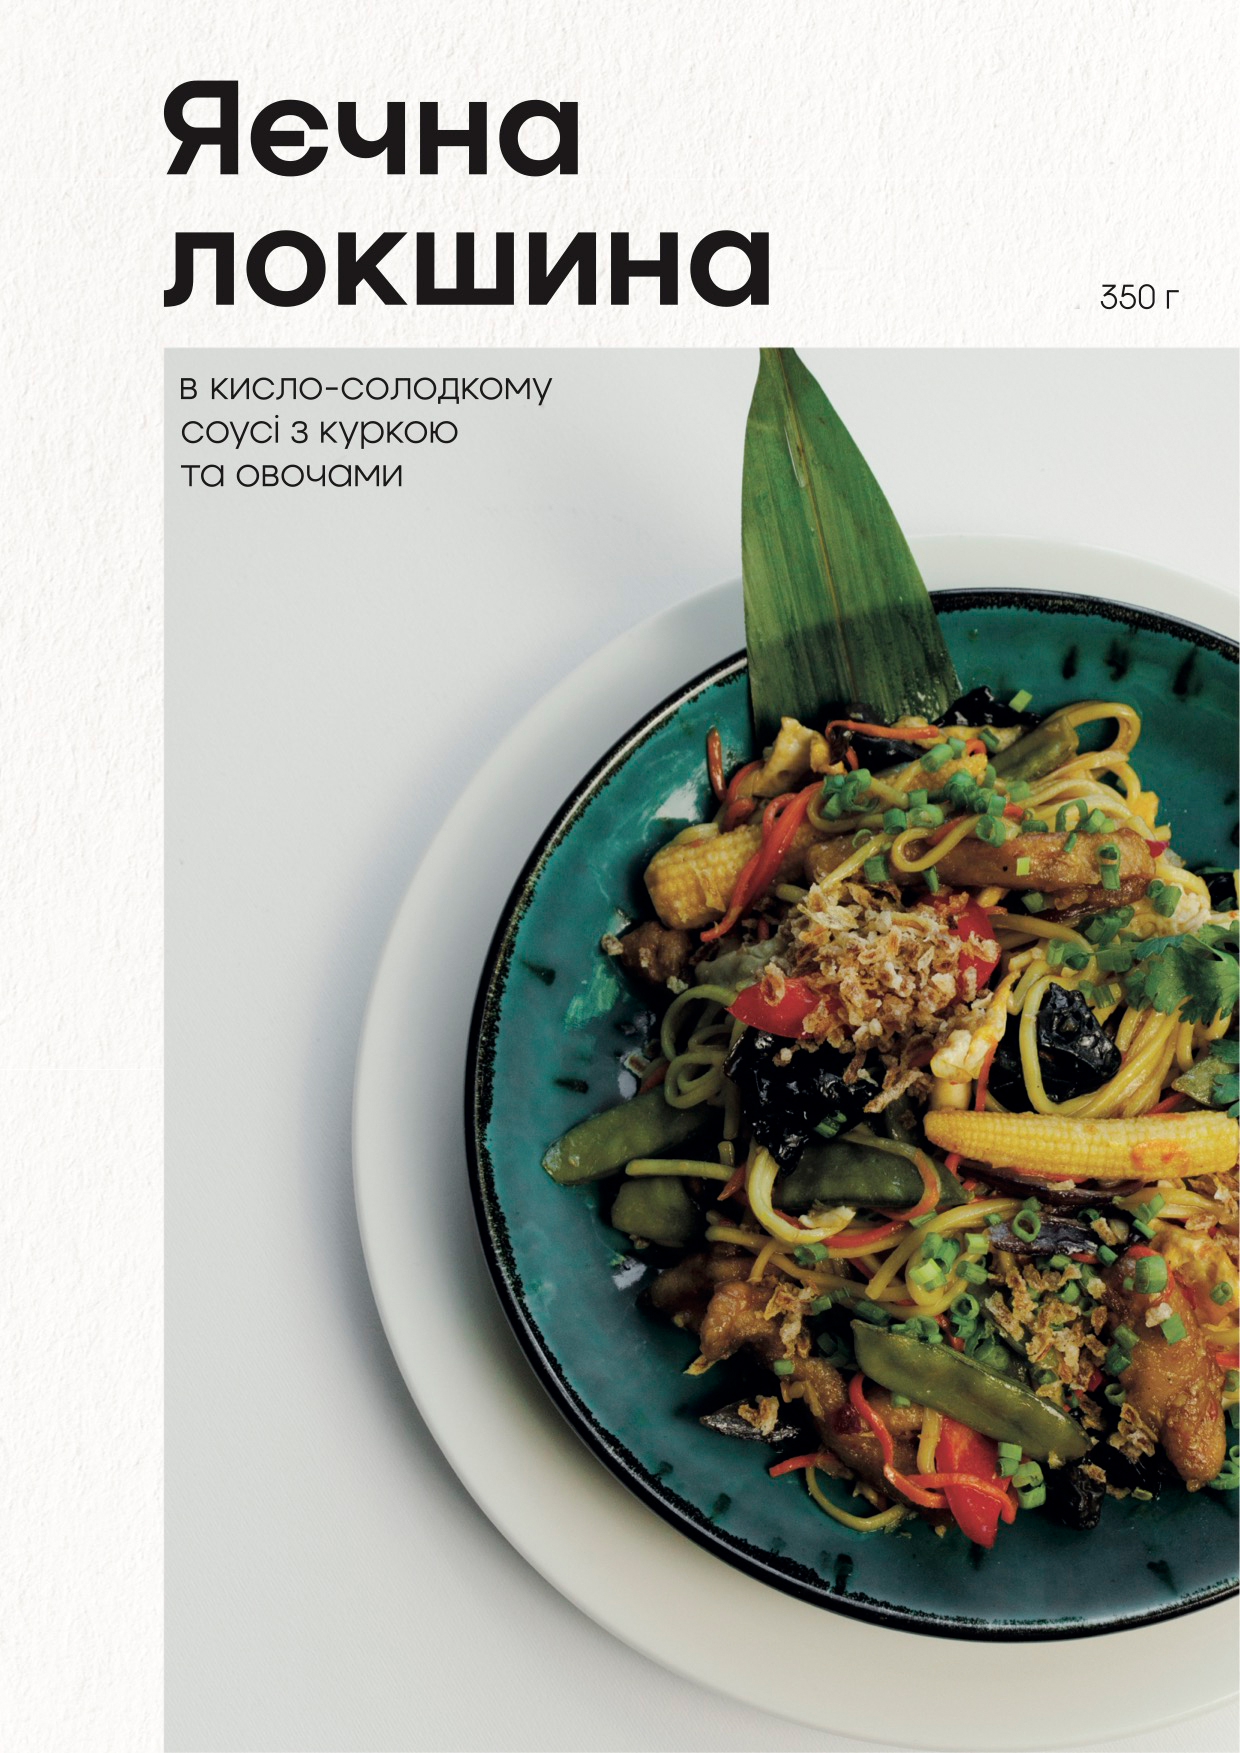 Яєчна
локшина
350 г
в кисло-солодкому
соусі з куркою
та овочами